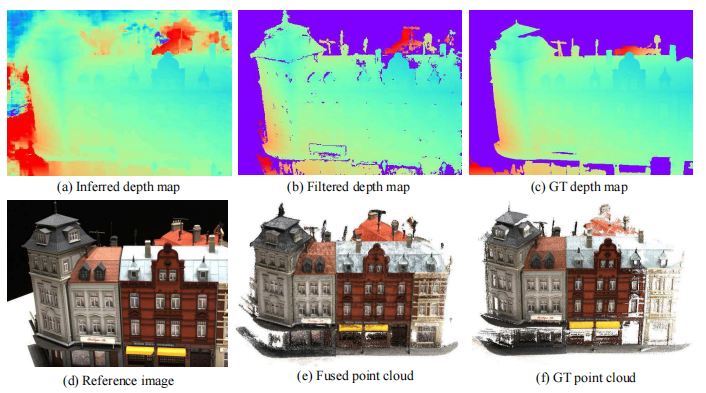 (a) Inferred depth map
(b) Filtered depth map
(c) GT depth map
(d) Reference image
(e) Fused point cloud
(f) GT point cloud